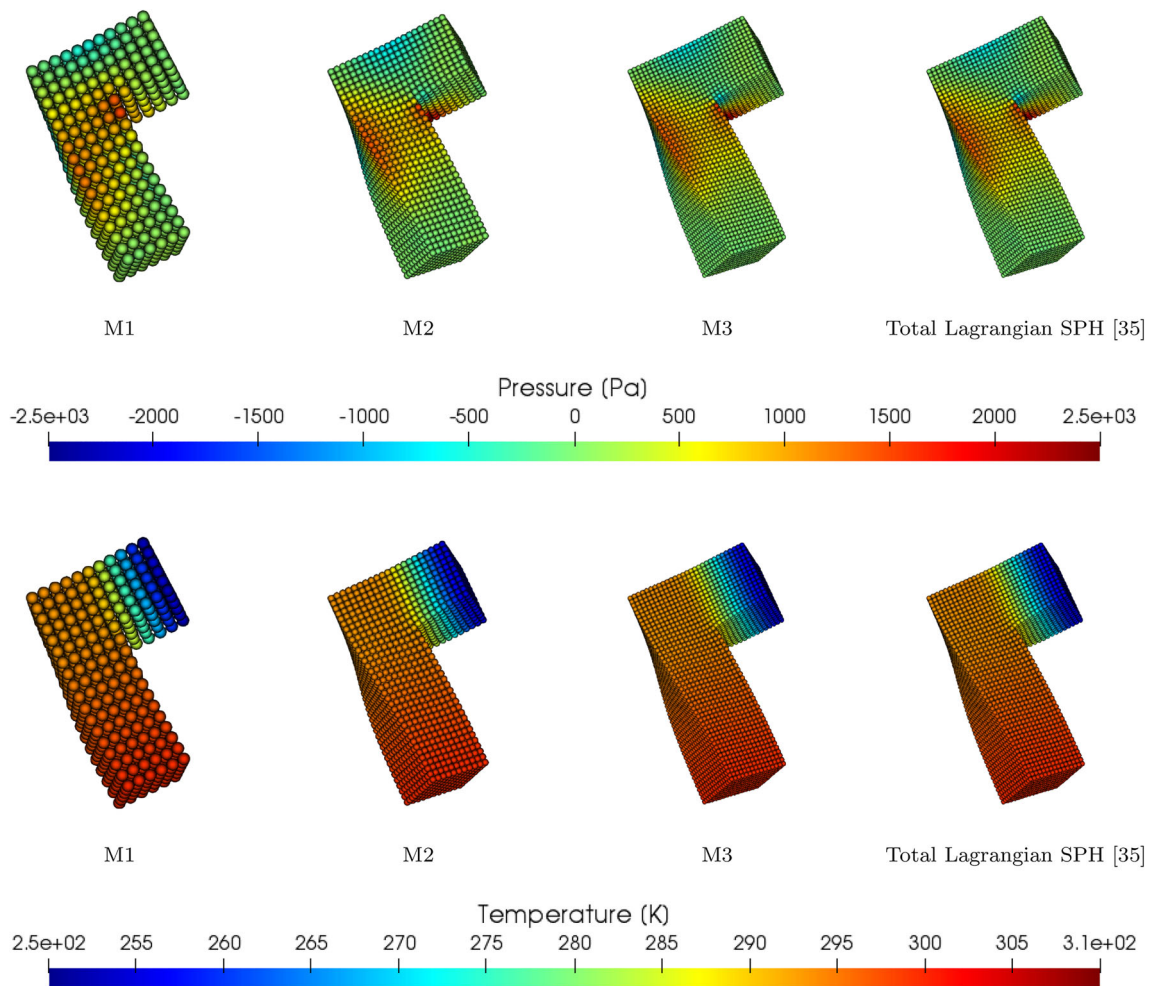 M1 M2 M3 Total Lagrangian SPH [35]
Pressure (Pa)
-2.5e+03 -2000 -1500 -1000 -500 0 500 1000 1500 2000 2.5e+03
M1 M2 M3 Total Lagrangian SPH [35]
Temperature (K)
2.5e+02 255 260 265 270 275 280 285 290 295 300 305 3.1e+02